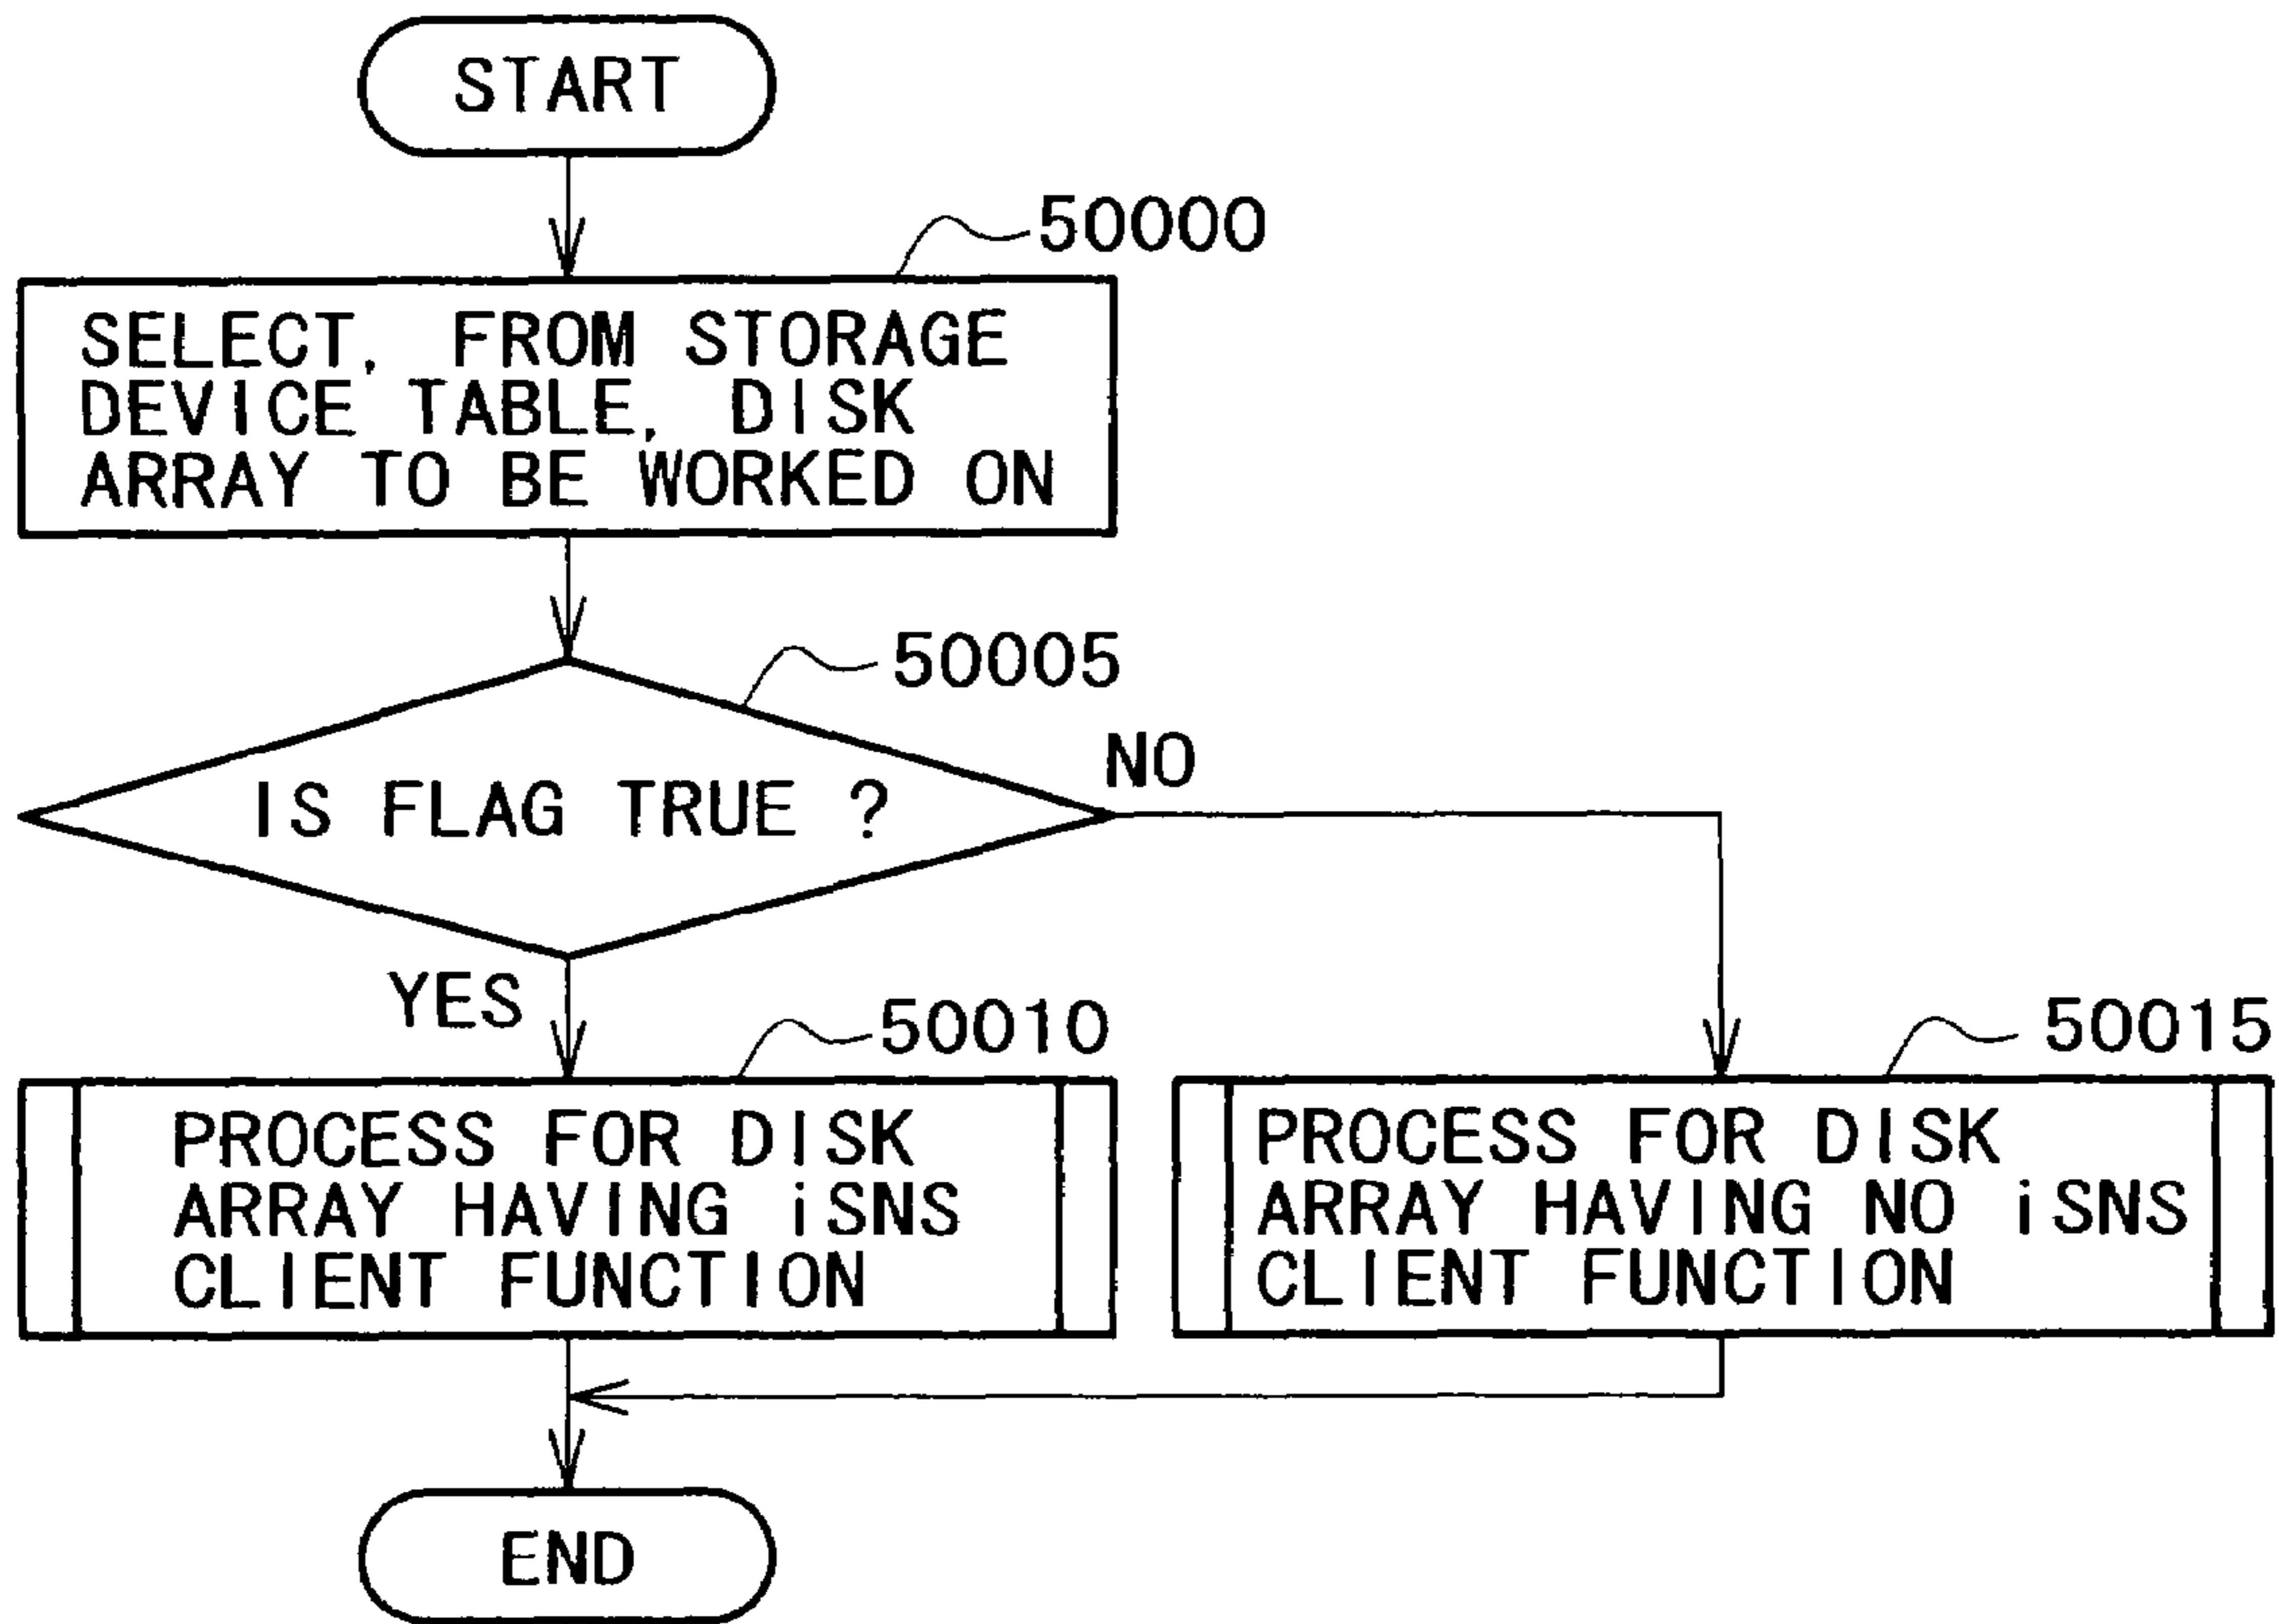 START
50000
SELECT, FROM STORAGE
DEVICE TABLE, DISK
ARRAY TO BE WORKED ON
50005
IS FLAG TRUE ?
NO
YES
50010
PROCESS FOR DISK
ARRAY HAVING iSNS
CLIENT FUNCTION
50015
PROCESS FOR DISK
ARRAY HAVING NO iSNS
CLIENT FUNCTION
END